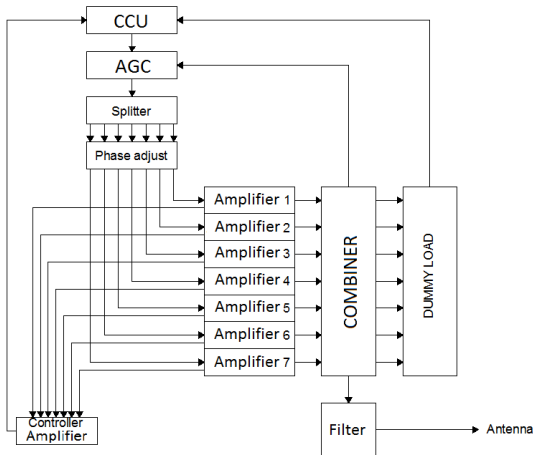 CCU
AGC
Splitter
Phase adjust
Amplifier 1
Amplifier 2
Amplifier 3
Amplifier 4
Amplifier 5
Amplifier 6
Amplifier 7
COMBINER
DUMMY LOAD
Controller
Amplifier
Filter
Antenna